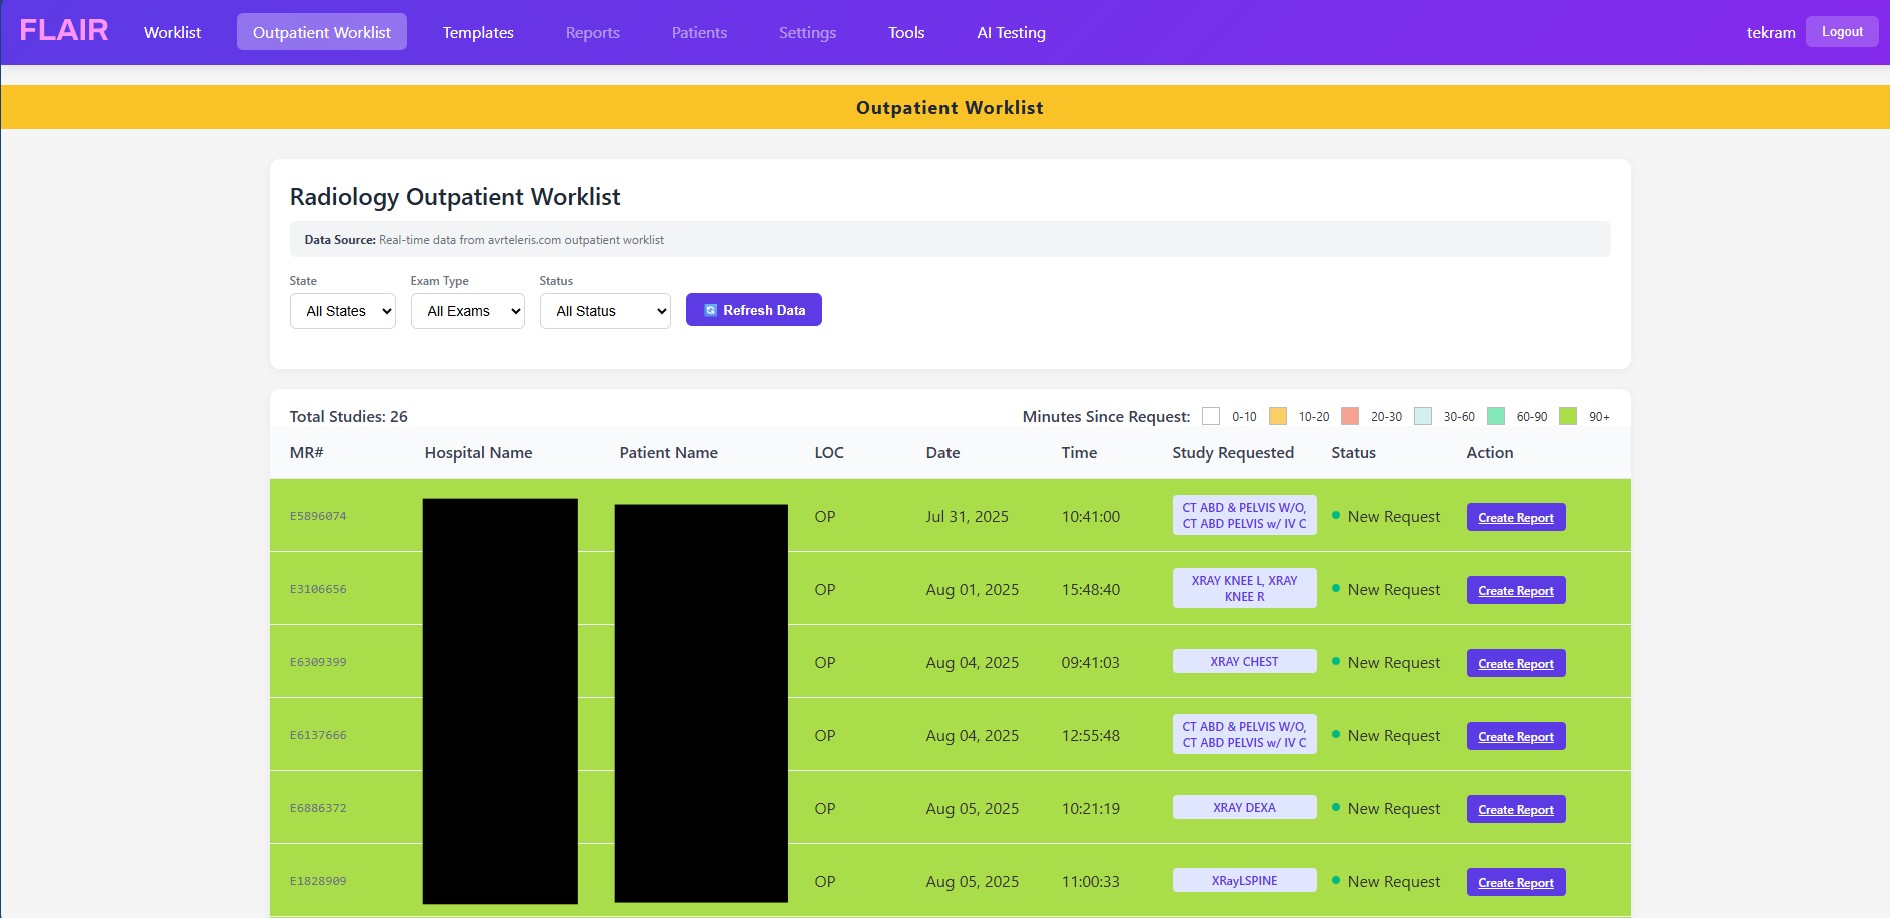 FLAIR Worklist Outpatient Worklist Templates Reports Patients Settings Tools AI Testing tekram Logout
Outpatient Worklist
Radiology Outpatient Worklist
Data Source: Real-time data from avrteleris.com outpatient worklist
State Exam Type Status
All States All Exams All Status Refresh Data
Total Studies: 26 Minutes Since Request: 0-10 10-20 20-30 30-60 60-90 90+
MR# Hospital Name Patient Name LOC Date Time Study Requested Status Action
E5896074 OP Jul 31, 2025 10:41:00 CT ABD & PELVIS W/O, CT ABD PELVIS w/ IV C New Request Create Report
E3106656 OP Aug 01, 2025 15:48:40 XRAY KNEE L, XRAY KNEE R New Request Create Report
E6309399 OP Aug 04, 2025 09:41:03 XRAY CHEST New Request Create Report
E6137666 OP Aug 04, 2025 12:55:48 CT ABD & PELVIS W/O, CT ABD PELVIS w/ IV C New Request Create Report
E6886372 OP Aug 05, 2025 10:21:19 XRAY DEXA New Request Create Report
E1828909 OP Aug 05, 2025 11:00:33 XRayLSPINE New Request Create Report